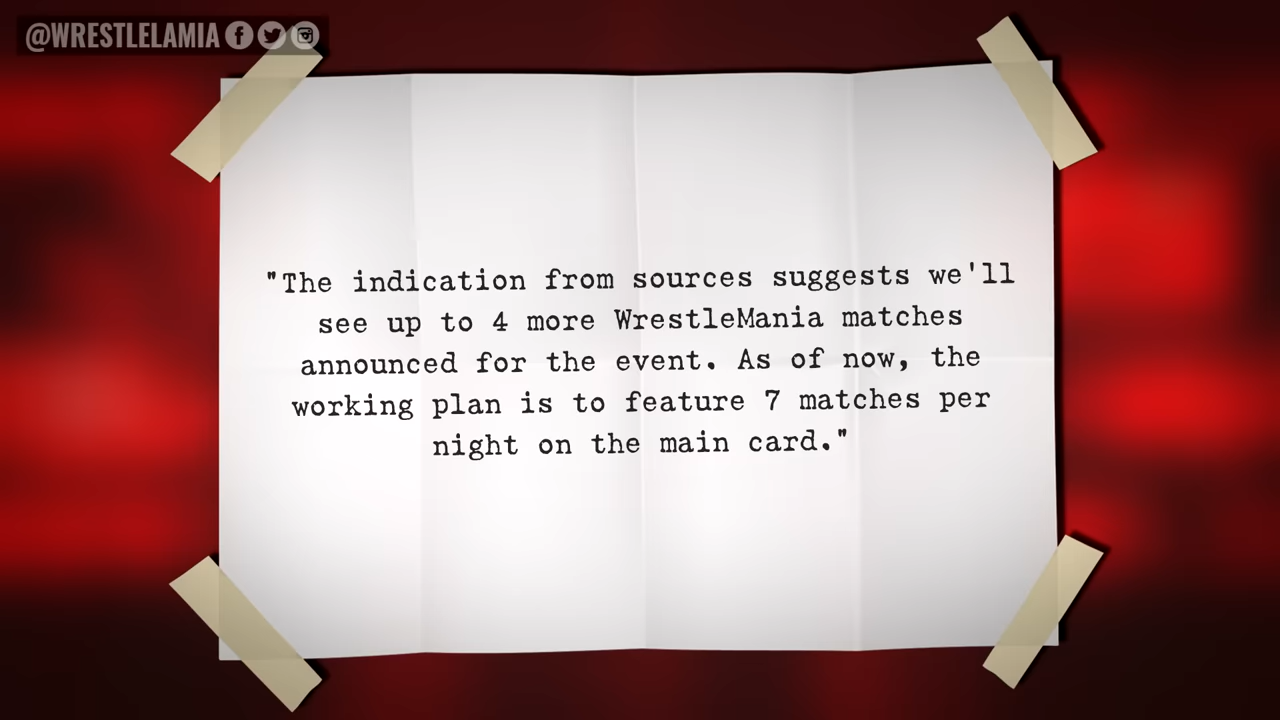 @WRESTLELAMIA
"The indication from sources suggests we'll
see up to 4 more WrestleMania matches
announced for the event. As of now, the
working plan is to feature 7 matches per
night on the main card."